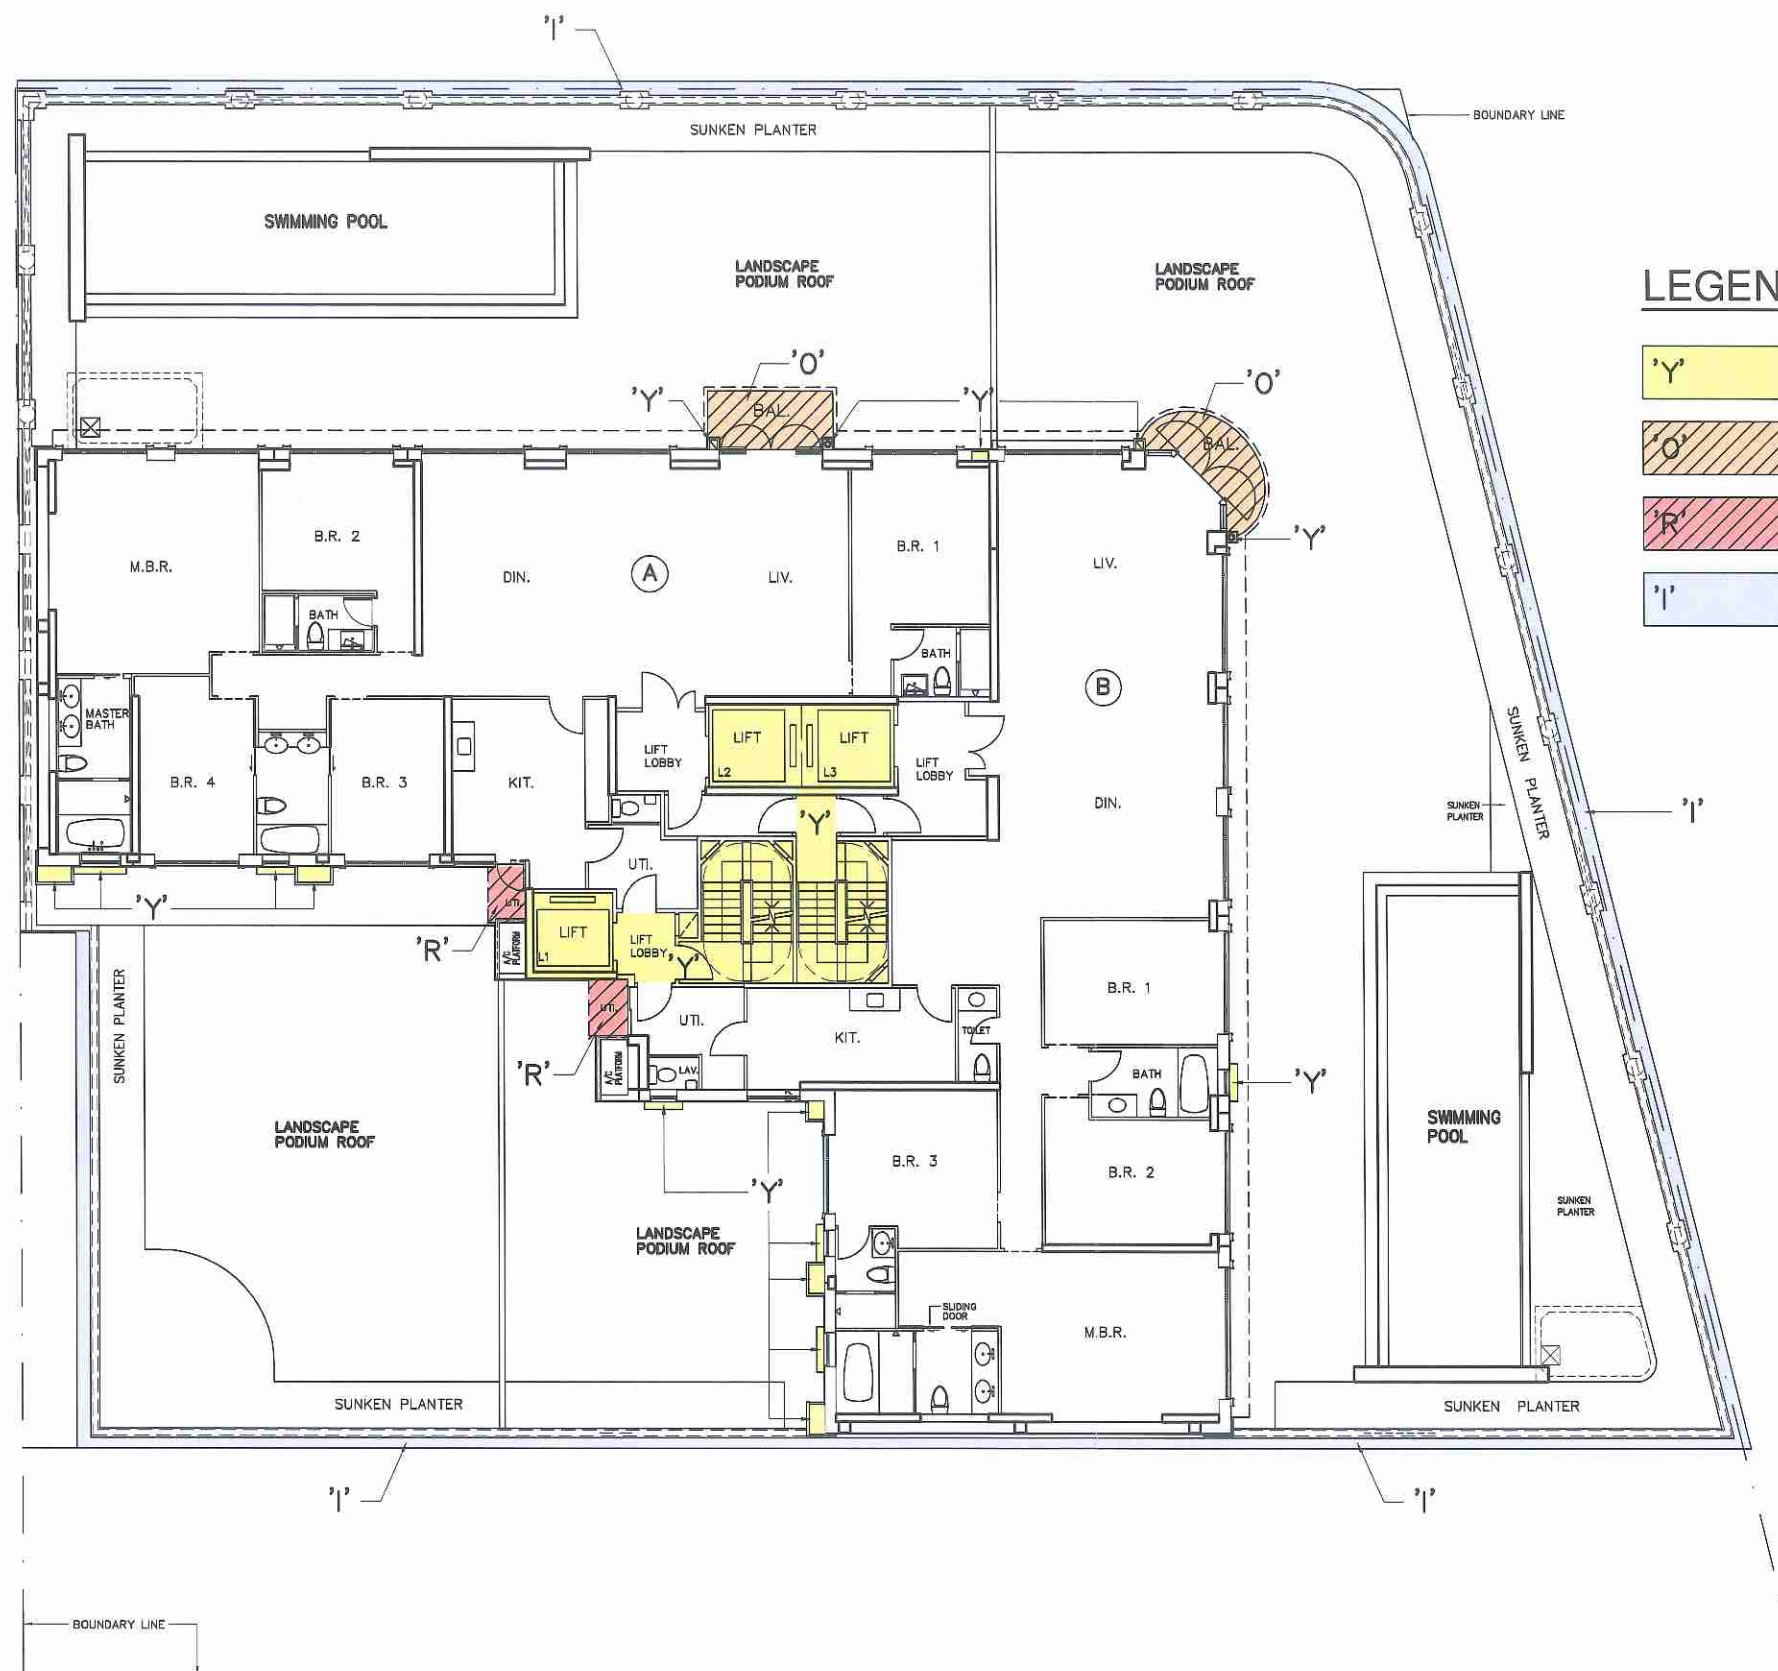 'I'
BOUNDARY LINE
SUNKEN PLANTER
SWIMMING POOL
LANDSCAPE
PODIUM ROOF
LANDSCAPE
PODIUM ROOF
LEGEN
'Y'
'O'
'R'
'I'
'O'
'Y'
BAL.
'Y'
'O'
BAL.
'Y'
M.B.R.
B.R. 2
BATH
DIN.
A
LIV.
B.R. 1
BATH
LIV.
B
MASTER
BATH
B.R. 4
B.R. 3
KIT.
LIFT
LOBBY
LIFT
L2
LIFT
L3
LIFT
LOBBY
DIN.
SUNKEN PLANTER
SUNKEN
PLANTER
'I'
'Y'
UTI.
'Y'
UTI.
'R'
A/C
PLATFORM
LIFT
L1
LIFT
LOBBY
'Y'
SUNKEN PLANTER
UTI.
'R'
A/C
PLATFORM
UTI.
LAV.
KIT.
TOILET
B.R. 1
BATH
'Y'
B.R. 2
LANDSCAPE
PODIUM ROOF
'Y'
LANDSCAPE
PODIUM ROOF
B.R. 3
SLIDING
DOOR
M.B.R.
SWIMMING
POOL
SUNKEN
PLANTER
SUNKEN PLANTER
SUNKEN PLANTER
'I'
'I'
BOUNDARY LINE